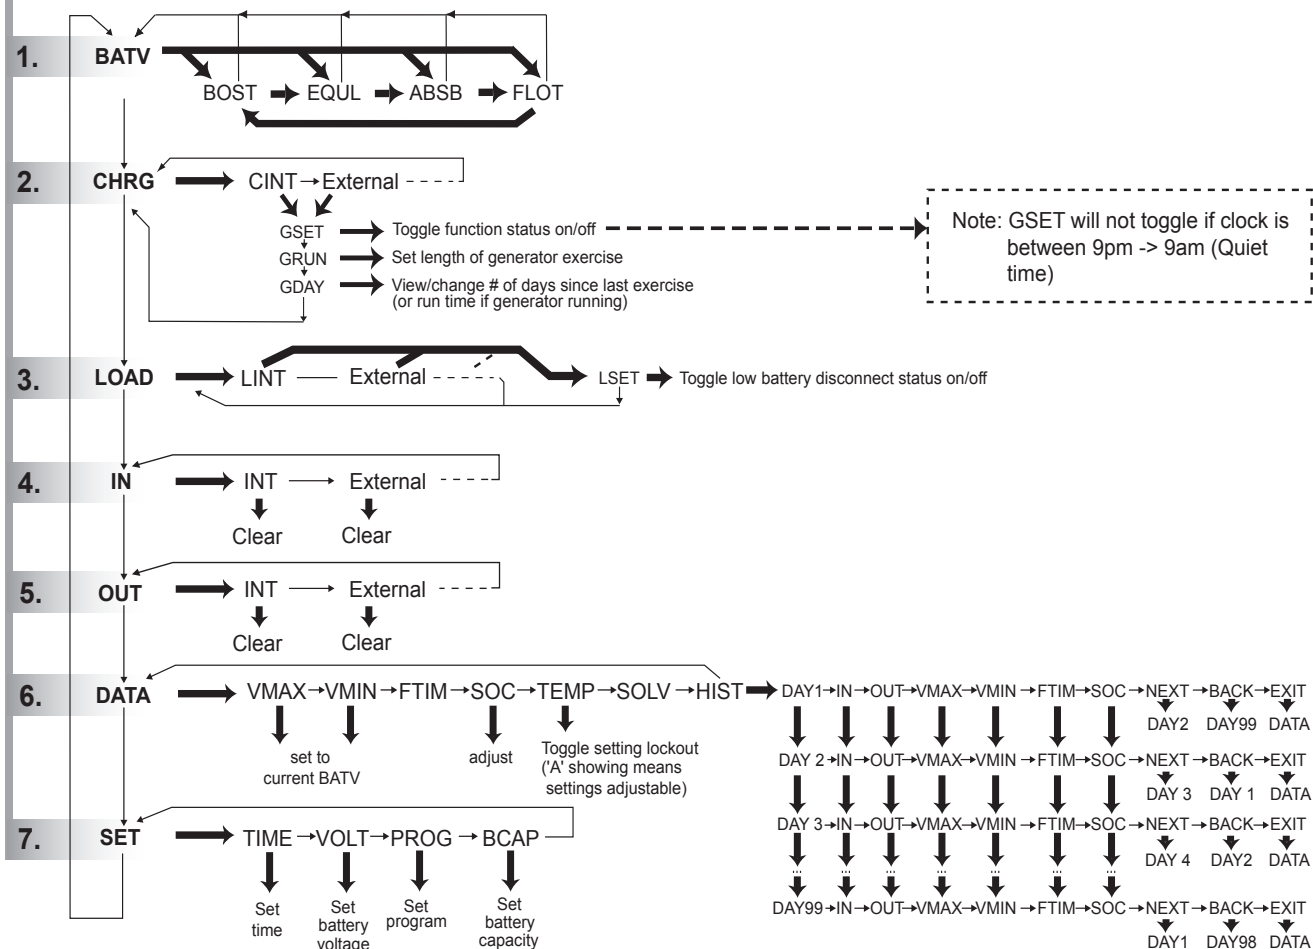 1. BATV
BOST EQUL ABSB FLOT
2. CHRG CINT External
GSET Toggle function status on/off
GRUN Set length of generator exercise
GDAY View/change # of days since last exercise
(or run time if generator running)
Note: GSET will not toggle if clock is
between 9pm -> 9am (Quiet
time)
3. LOAD LINT External LSET Toggle low battery disconnect status on/off
4. IN INT External
Clear Clear
5. OUT INT External
Clear Clear
6. DATA VMAX VMIN FTIM SOC TEMP SOLV HIST
set to
current BATV
adjust
Toggle setting lockout
('A' showing means
settings adjustable)
DAY1 IN OUT VMAX VMIN FTIM SOC NEXT BACK EXIT
DAY2 DAY99 DATA
DAY 2 IN OUT VMAX VMIN FTIM SOC NEXT BACK EXIT
DAY 3 DAY 1 DATA
DAY 3 IN OUT VMAX VMIN FTIM SOC NEXT BACK EXIT
DAY 4 DAY2 DATA
... ... ... ... ... ... ...
DAY99 IN OUT VMAX VMIN FTIM SOC NEXT BACK EXIT
DAY1 DAY98 DATA
7. SET TIME VOLT PROG BCAP
Set
time
Set
battery
voltage
Set
program
Set
battery
capacity